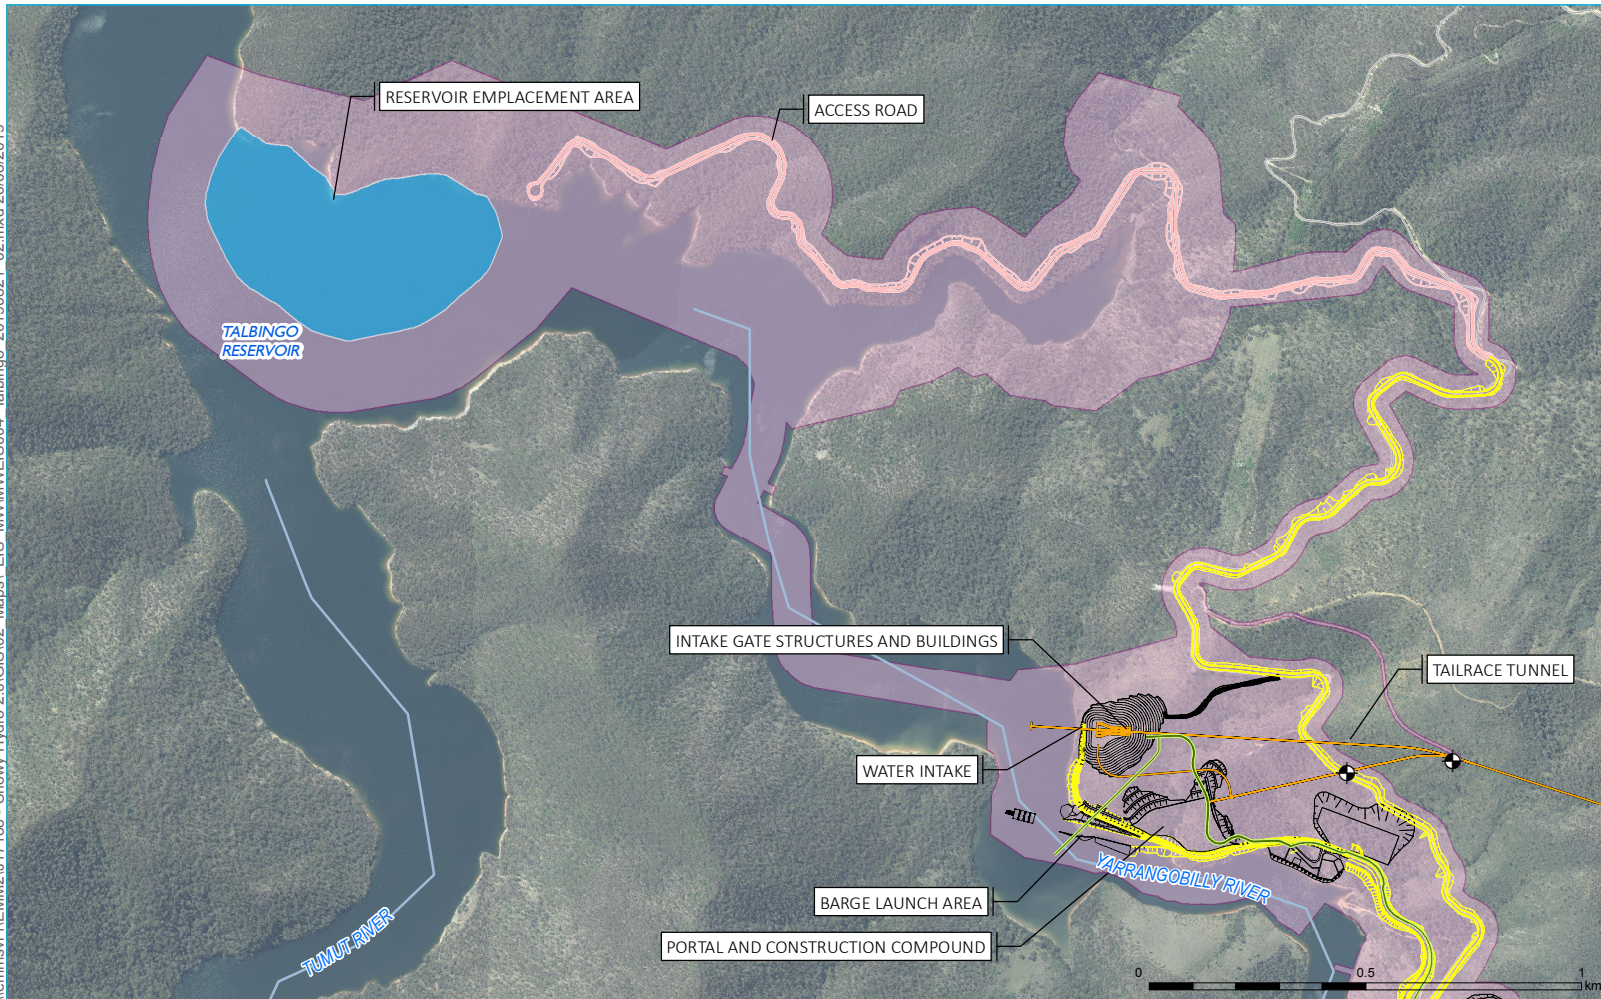 RESERVOIR EMPLACEMENT AREA
ACCESS ROAD
TALBINGO
RESERVOIR
INTAKE GATE STRUCTURES AND BUILDINGS
TAILRACE TUNNEL
WATER INTAKE
YARRANGOBILLY RIVER
BARGE LAUNCH AREA
TUMUT RIVER
PORTAL AND CONSTRUCTION COMPOUND
0 0.5 1
km